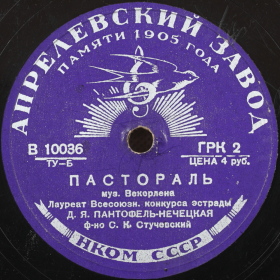 АПРЕЛЕВСКИЙ ЗАВОД
ПАМЯТИ 1905 ГОДА
В 10036
ТУ-Б
ГРК 2
ЦЕНА 4 руб.
ПАСТОРАЛЬ
муз. Векерлена
Лауреат Всесоюзн. конкурса эстрады
Д. Я. ПАНТОФЕЛЬ-НЕЧЕЦКАЯ
ф-но С. К. Стучевский
НКОМ СССР